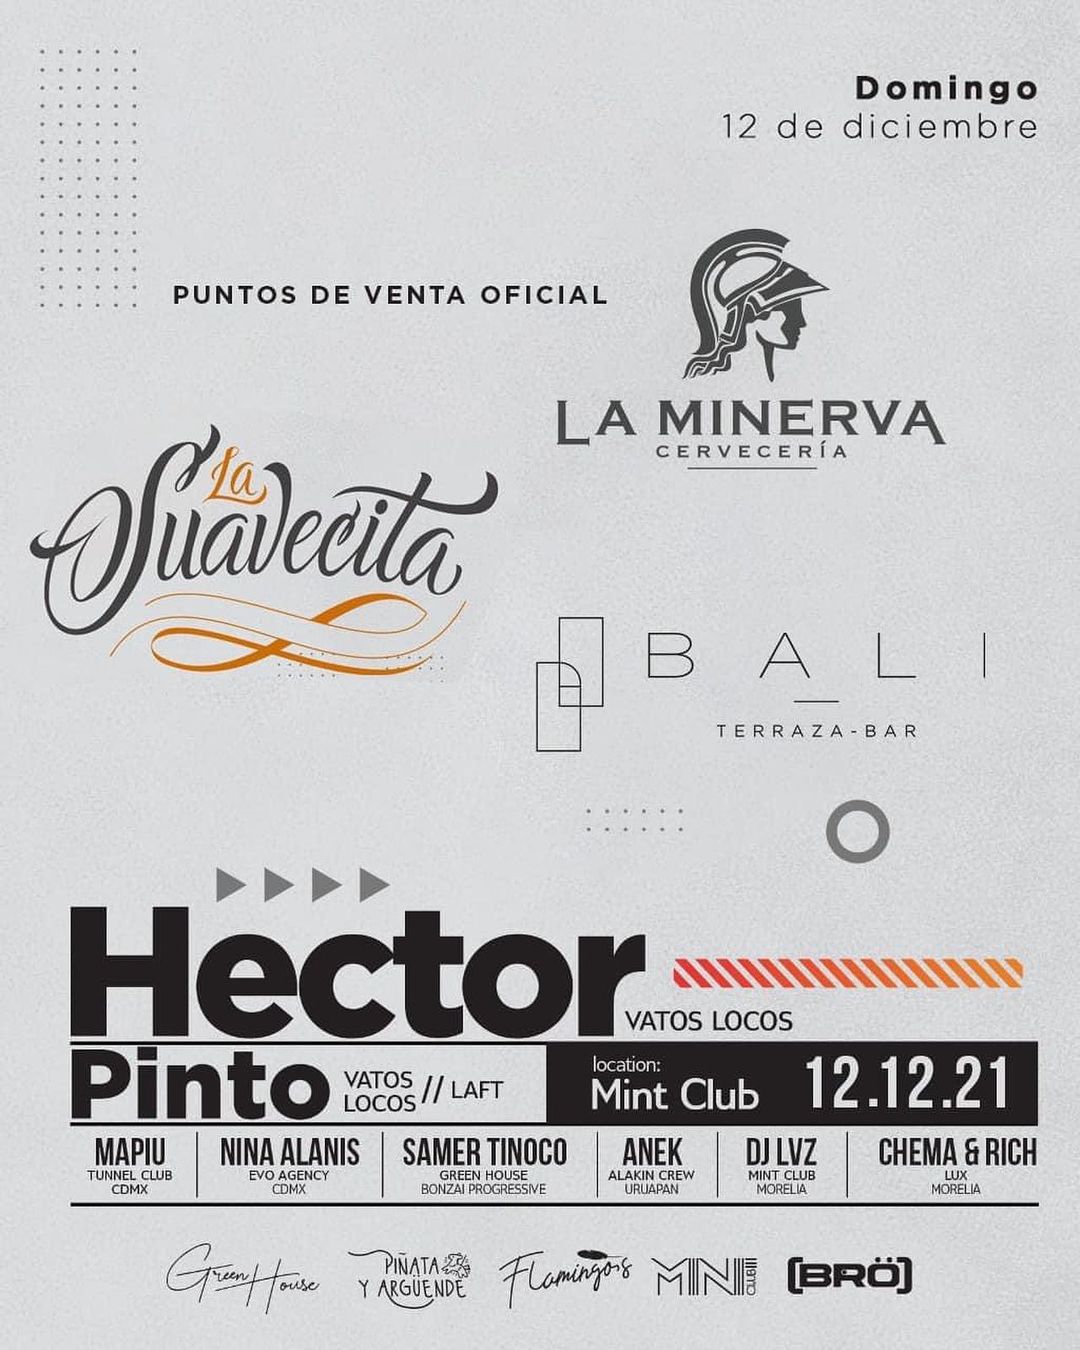 Domingo
12 de diciembre
PUNTOS DE VENTA OFICIAL
LA MINERVA
CERVECERÍA
La
Suavecita
BALI
TERRAZA-BAR
Hector
VATOS LOCOS
Pinto
VATOS
LOCOS // LAFT
location:
Mint Club
12.12.21
MAPIU
TUNNEL CLUB
CDMX
NINA ALANIS
EVO AGENCY
CDMX
SAMER TINOCO
GREEN HOUSE
BONZAI PROGRESSIVE
ANEK
ALAKIN CREW
URUAPAN
DJ LVZ
MINT CLUB
MORELIA
CHEMA & RICH
LUX
MORELIA
Green House
PIÑATA
Y ARGÜENDE
Flamingo's
CLUB
[BRÖ]